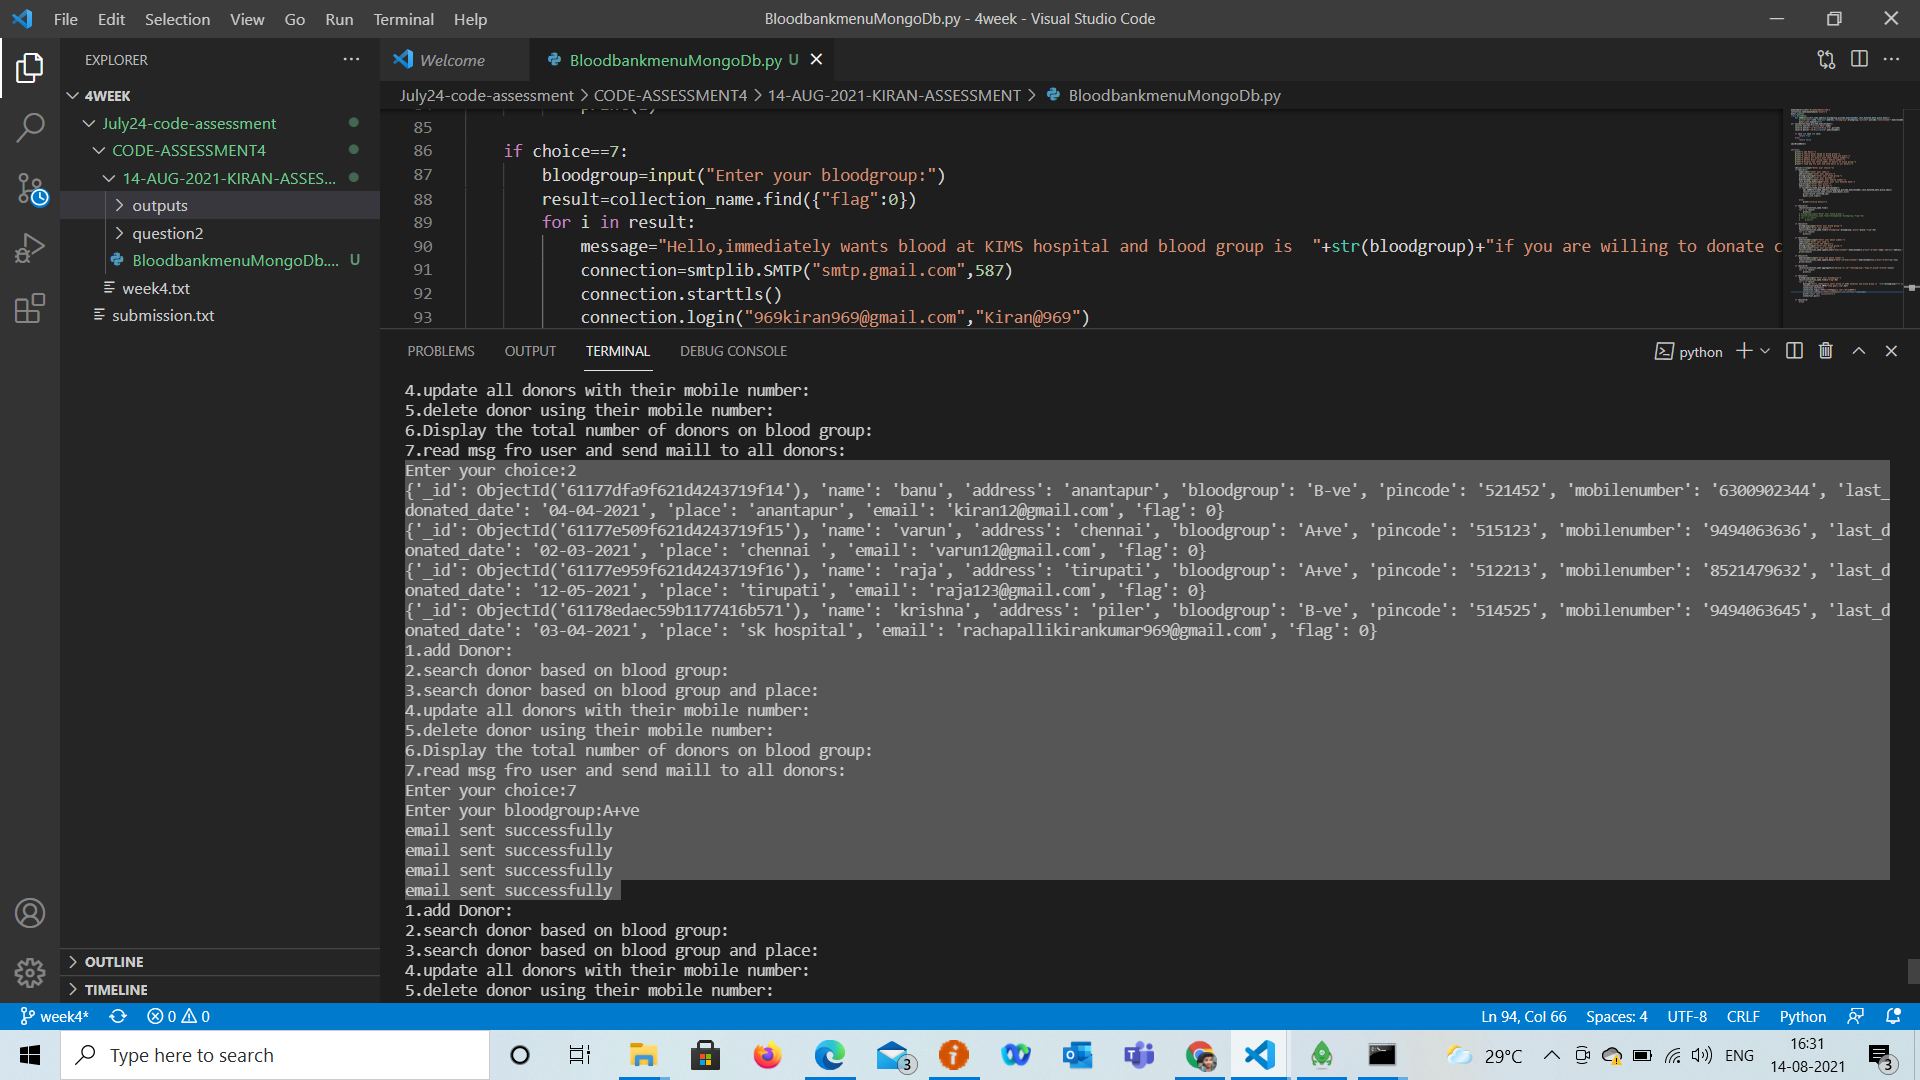 File Edit Selection View Go Run Terminal Help
BloodbankmenuMongoDb.py - 4week - Visual Studio Code
EXPLORER
Welcome
BloodbankmenuMongoDb.py U
4WEEK
July24-code-assessment > CODE-ASSESSMENT4 > 14-AUG-2021-KIRAN-ASSESSMENT > BloodbankmenuMongoDb.py
July24-code-assessment
CODE-ASSESSMENT4
14-AUG-2021-KIRAN-ASSES...
outputs
question2
BloodbankmenuMongoDb.... U
week4.txt
submission.txt
85
86 if choice==7:
87 bloodgroup=input("Enter your bloodgroup:")
88 result=collection_name.find({"flag":0})
89 for i in result:
90 message="Hello,immediately wants blood at KIMS hospital and blood group is  "+str(bloodgroup)+"if you are willing to donate c
91 connection=smtplib.SMTP("smtp.gmail.com",587)
92 connection.starttls()
93 connection.login("969kiran969@gmail.com","Kiran@969")
PROBLEMS OUTPUT TERMINAL DEBUG CONSOLE
python
4.update all donors with their mobile number:
5.delete donor using their mobile number:
6.Display the total number of donors on blood group:
7.read msg fro user and send maill to all donors:
Enter your choice:2
{'_id': ObjectId('61177dfa9f621d4243719f14'), 'name': 'banu', 'address': 'anantapur', 'bloodgroup': 'B-ve', 'pincode': '521452', 'mobilenumber': '6300902344', 'last_
donated_date': '04-04-2021', 'place': 'anantapur', 'email': 'kiran12@gmail.com', 'flag': 0}
{'_id': ObjectId('61177e509f621d4243719f15'), 'name': 'varun', 'address': 'chennai', 'bloodgroup': 'A+ve', 'pincode': '515123', 'mobilenumber': '9494063636', 'last_d
onated_date': '02-03-2021', 'place': 'chennai ', 'email': 'varun12@gmail.com', 'flag': 0}
{'_id': ObjectId('61177e959f621d4243719f16'), 'name': 'raja', 'address': 'tirupati', 'bloodgroup': 'A+ve', 'pincode': '512213', 'mobilenumber': '8521479632', 'last_d
onated_date': '12-05-2021', 'place': 'tirupati', 'email': 'raja123@gmail.com', 'flag': 0}
{'_id': ObjectId('61178edaec59b1177416b571'), 'name': 'krishna', 'address': 'piler', 'bloodgroup': 'B-ve', 'pincode': '514525', 'mobilenumber': '9494063645', 'last_d
onated_date': '03-04-2021', 'place': 'sk hospital', 'email': 'rachapallikirankumar969@gmail.com', 'flag': 0}
1.add Donor:
2.search donor based on blood group:
3.search donor based on blood group and place:
4.update all donors with their mobile number:
5.delete donor using their mobile number:
6.Display the total number of donors on blood group:
7.read msg fro user and send maill to all donors:
Enter your choice:7
Enter your bloodgroup:A+ve
email sent successfully
email sent successfully
email sent successfully
email sent successfully
1.add Donor:
2.search donor based on blood group:
3.search donor based on blood group and place:
4.update all donors with their mobile number:
5.delete donor using their mobile number:
OUTLINE
TIMELINE
week4* 0 0
Ln 94, Col 66 Spaces: 4 UTF-8 CRLF Python
Type here to search
3
29°C
ENG
16:31
14-08-2021
3